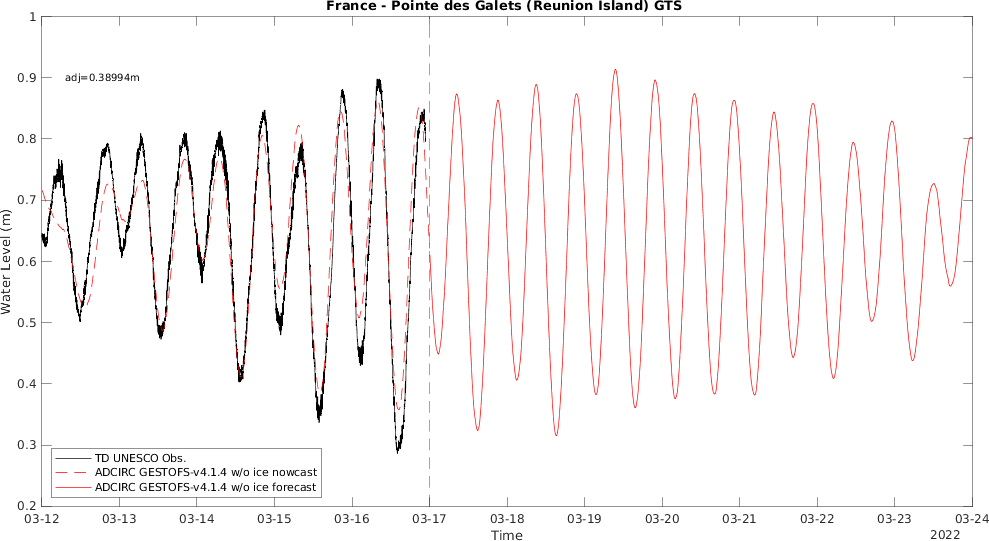 France - Pointe des Galets (Reunion Island) GTS
adj=0.38994m
Water Level (m)
1
0.9
0.8
0.7
0.6
0.5
0.4
0.3
0.2
TD UNESCO Obs.
ADCIRC GESTOFS-v4.1.4 w/o ice nowcast
ADCIRC GESTOFS-v4.1.4 w/o ice forecast
03-12 03-13 03-14 03-15 03-16 03-17 03-18 03-19 03-20 03-21 03-22 03-23 03-24
Time
2022